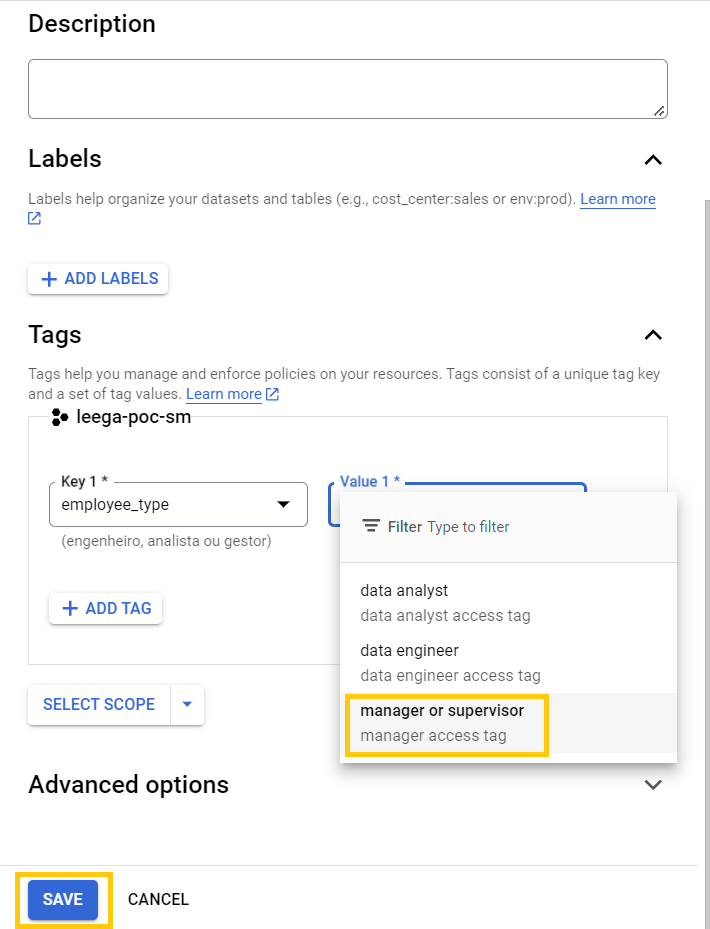 Description
Labels
Labels help organize your datasets and tables (e.g., cost_center:sales or env:prod). Learn more
ADD LABELS
Tags
Tags help you manage and enforce policies on your resources. Tags consist of a unique tag key
and a set of tag values. Learn more
leega-poc-sm
Key 1 *
employee_type
(engenheiro, analista ou gestor)
Value 1 *
Filter Type to filter
data analyst
data analyst access tag
data engineer
data engineer access tag
manager or supervisor
manager access tag
ADD TAG
SELECT SCOPE
Advanced options
SAVE
CANCEL